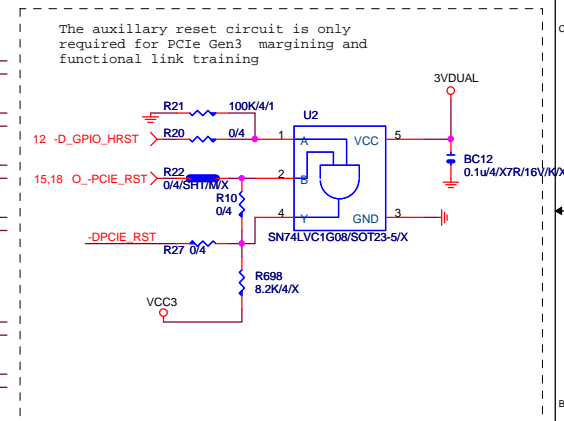 The auxillary reset circuit is only
required for PCIe Gen3 margining and
functional link training
C
3VDUAL
R21 100K/4/1
U2
12 -D_GPIO_HRST R20 0/4 1 A VCC 5
BC12
0.1u/4/X7R/16V/K/X
15,18 O_-PCIE_RST R22 2 B
0/4/SHT/M/X
R10
0/4
4 Y GND 3
-DPCIE_RST
SN74LVC1G08/SOT23-5/X
R27 0/4
R698
8.2K/4/X
VCC3
B